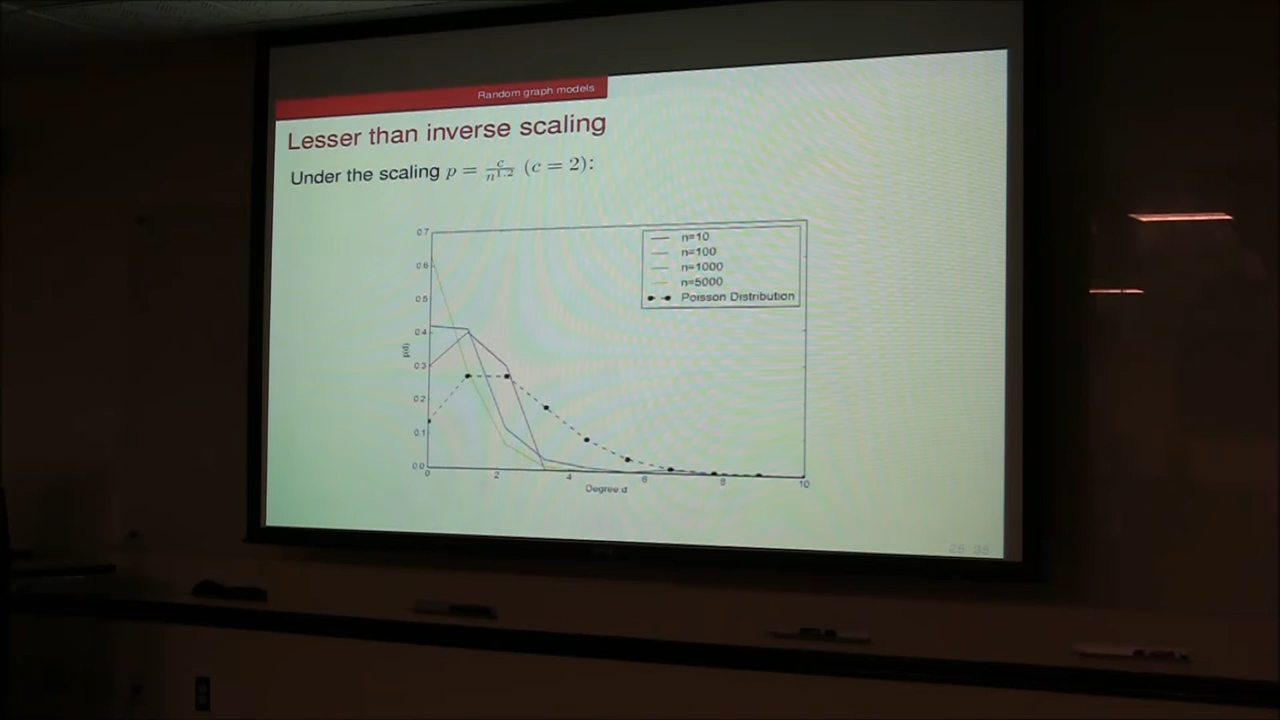 Random graph models
Lesser than inverse scaling
Under the scaling p = c/n^1.2 (c = 2):
0.7
0.6
0.5
0.4
0.3
0.2
0.1
0.0
p(d)
n=10
n=100
n=1000
n=5000
Poisson Distribution
0 2 4 6 8 10
Degree d